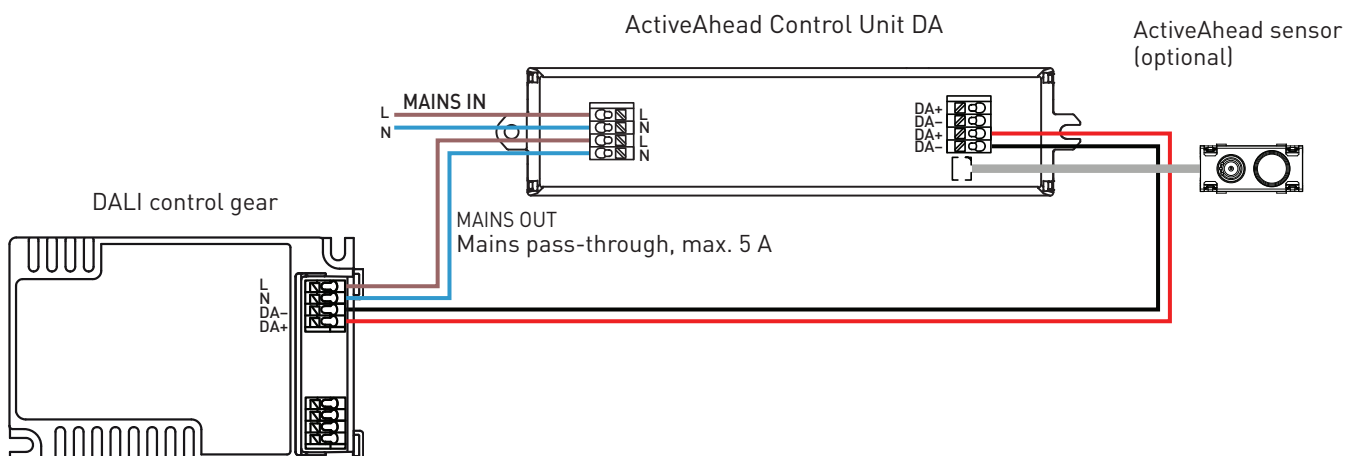 ActiveAhead Control Unit DA
ActiveAhead sensor
(optional)
MAINS IN
L
N
L
N
L
N
DA+
DA–
DA+
DA–
DALI control gear
MAINS OUT
Mains pass-through, max. 5 A
L
N
DA–
DA+